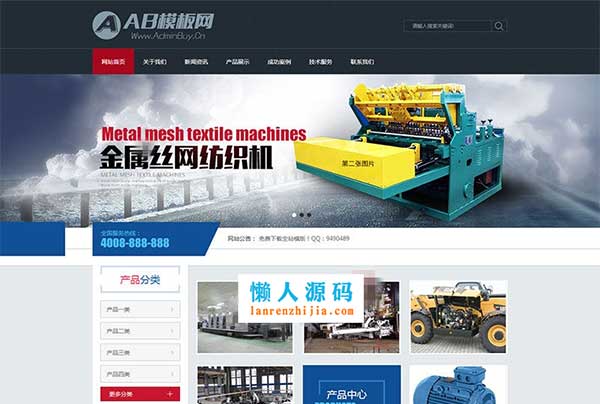 AB模板网
Www.AdminBuy.Cn
请输入搜索关键词!
网站首页 关于我们 新闻资讯 产品展示 成功案例 技术服务 联系我们
Metal mesh textile machines
金属丝网纺织机
METAL MESH TEXTILE MACHINES
第二张图片
全国服务热线:
4008-888-888
网站公告: 免费下载全站模版!QQ:9490489
产品分类
产品一类
产品二类
产品三类
产品四类
更多分类
懒人源码
lanrenzhijia.com
产品中心